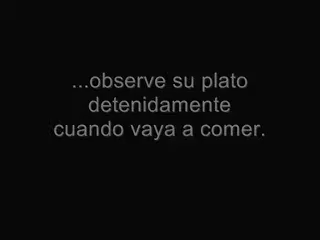 ...observe su plato
detenidamente
cuando vaya a comer.